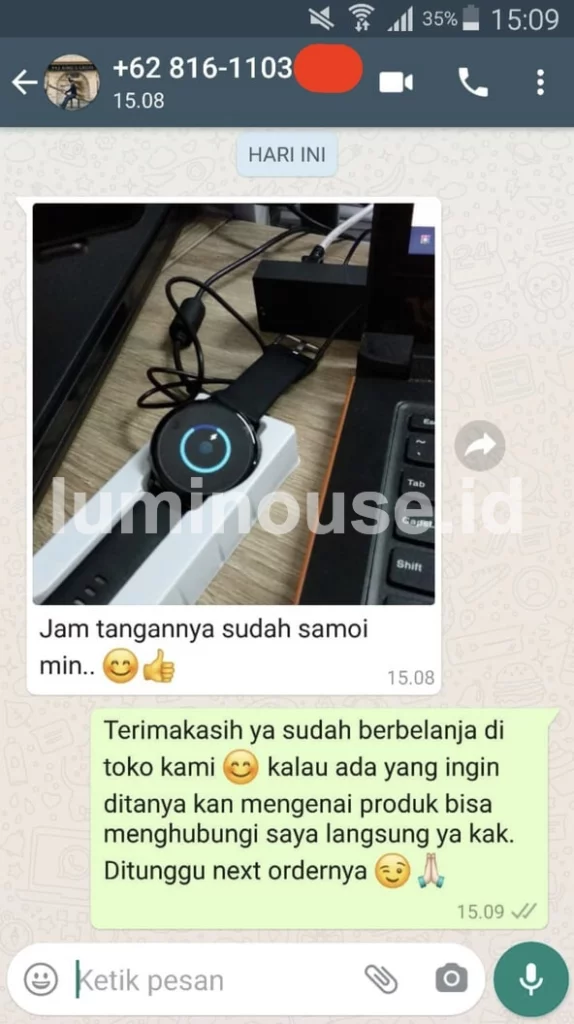 35% 15:09
+62 816-1103
15.08
HARI INI
luminouse.id
Tab
Caps
Shift
Jam tangannya sudah samoi
min.. 😊👍
15.08
Terimakasih ya sudah berbelanja di
toko kami 😊 kalau ada yang ingin
ditanya kan mengenai produk bisa
menghubungi saya langsung ya kak.
Ditunggu next ordernya 😉🙏
15.09
Ketik pesan